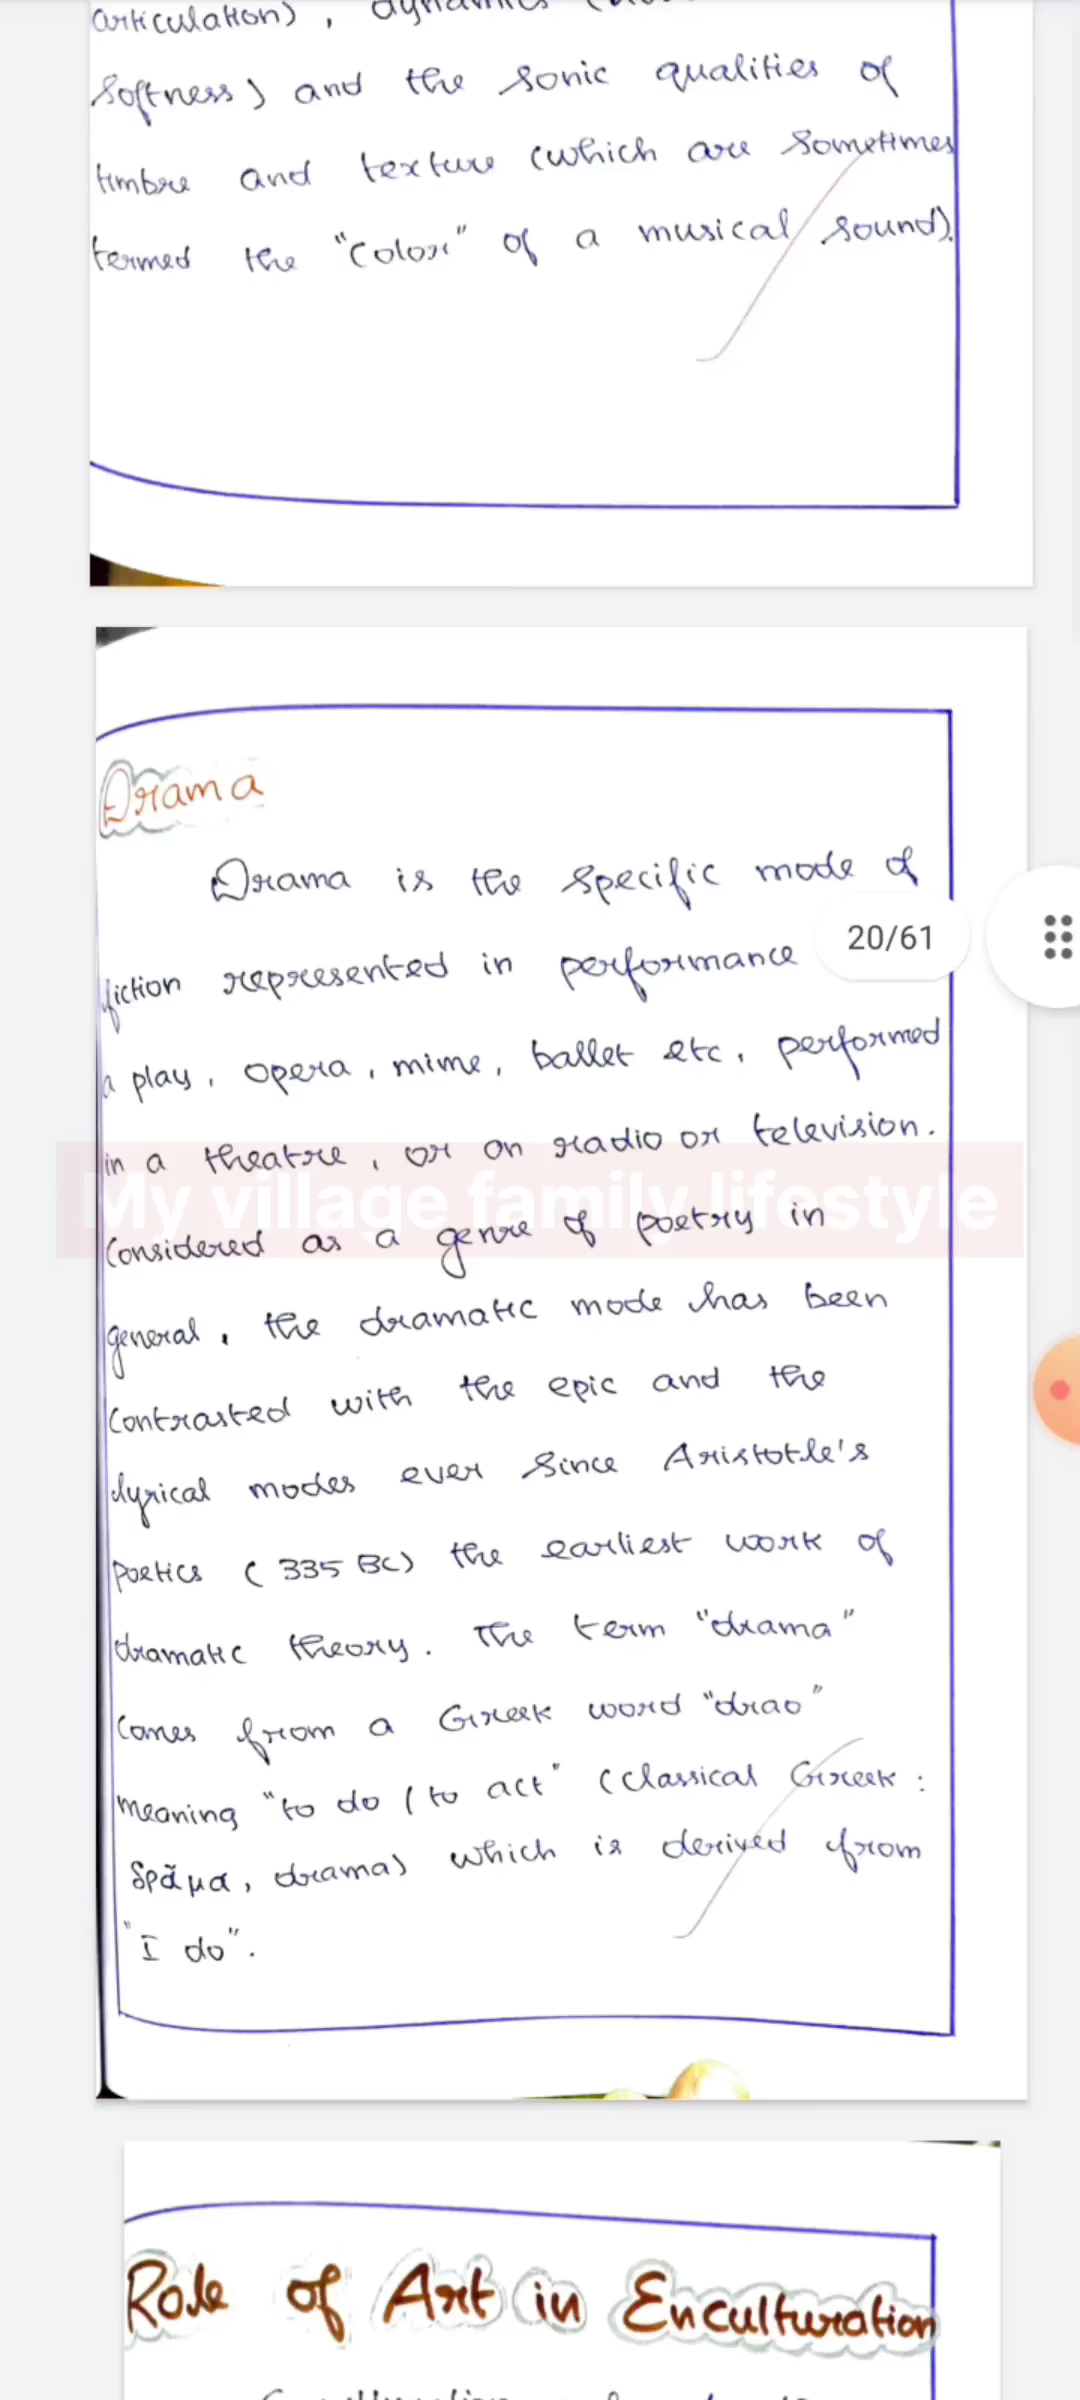 articulation), dynamics
Softness) and the sonic qualities of
timbre and texture (which are sometimes
termed the "color" of a musical sound).
Drama
Drama is the specific mode of
fiction represented in performance
20/61
a play, opera, mime, ballet etc, performed
in a theatre, or on radio or television.
My village family lifestyle
Considered as a genre of poetry in
general, the dramatic mode has been
Contrasted with the epic and the
lyrical modes ever since Aristotle's
poetics (335 BC) the earliest work of
dramatic theory. The term "drama"
Comes from a Greek word "drao"
meaning "to do / to act" (classical Greek:
δρᾶμα, drama) which is derived from
"I do".
Role of Art in Enculturation